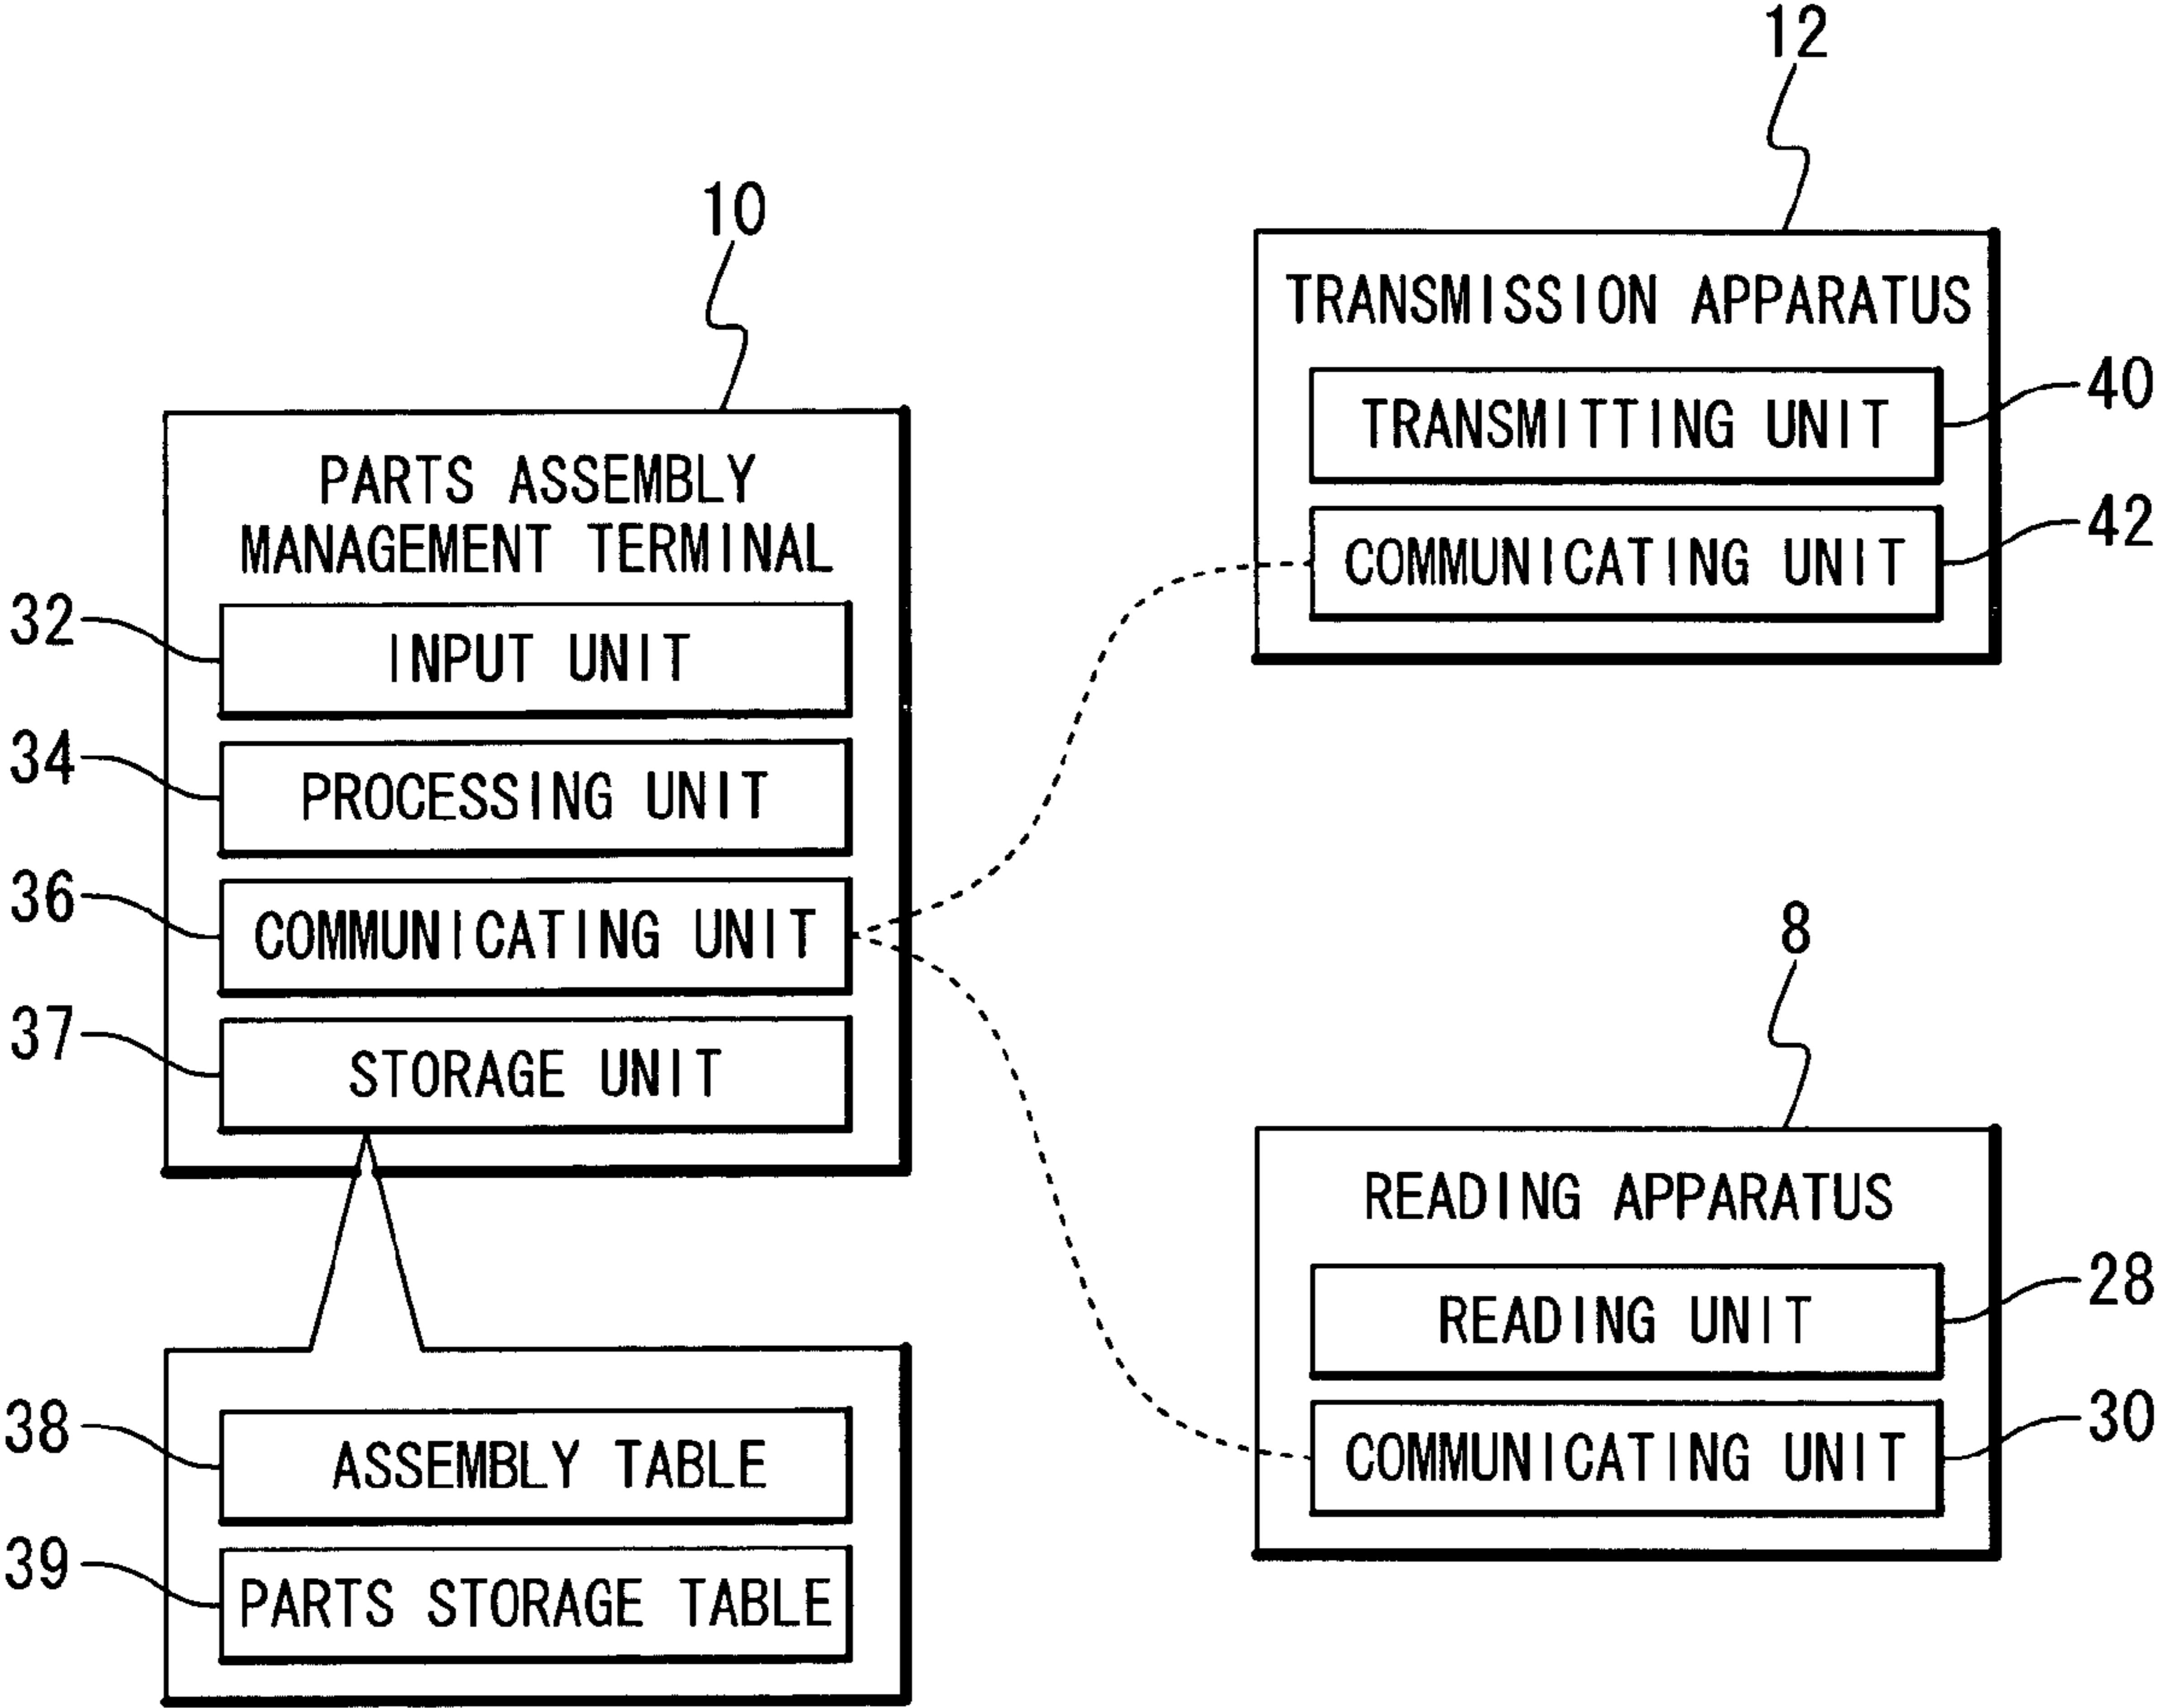 10
PARTS ASSEMBLY
MANAGEMENT TERMINAL
32
INPUT UNIT
34
PROCESSING UNIT
36
COMMUNICATING UNIT
37
STORAGE UNIT
38
ASSEMBLY TABLE
39
PARTS STORAGE TABLE
12
TRANSMISSION APPARATUS
TRANSMITTING UNIT
40
COMMUNICATING UNIT
42
8
READING APPARATUS
READING UNIT
28
COMMUNICATING UNIT
30